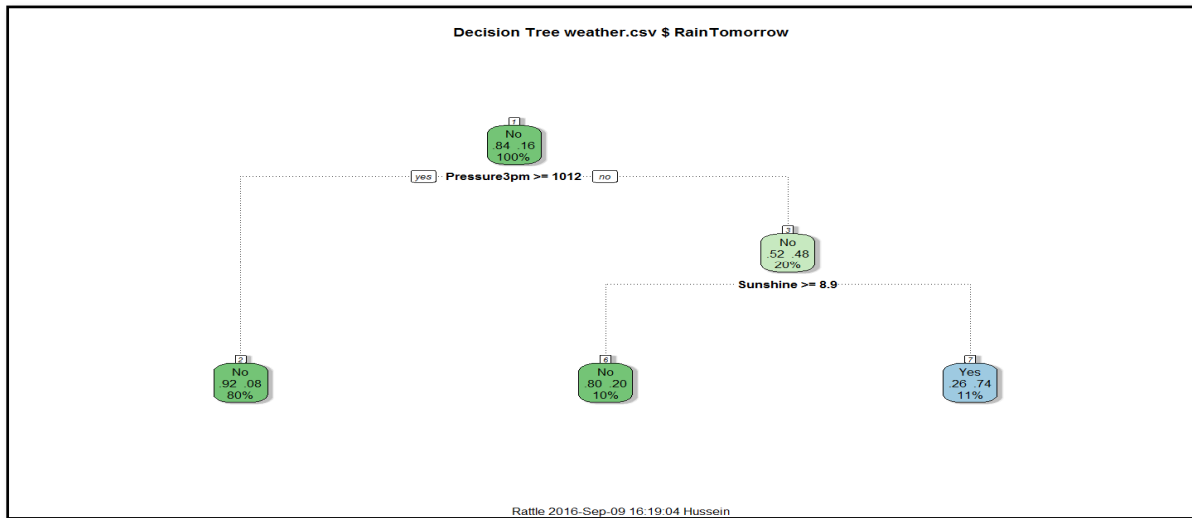 Decision Tree weather.csv $ RainTomorrow
1
No
.84 .16
100%
yes Pressure3pm >= 1012 no
3
No
.52 .48
20%
Sunshine >= 8.9
2
No
.92 .08
80%
6
No
.80 .20
10%
7
Yes
.26 .74
11%
Rattle 2016-Sep-09 16:19:04 Hussein